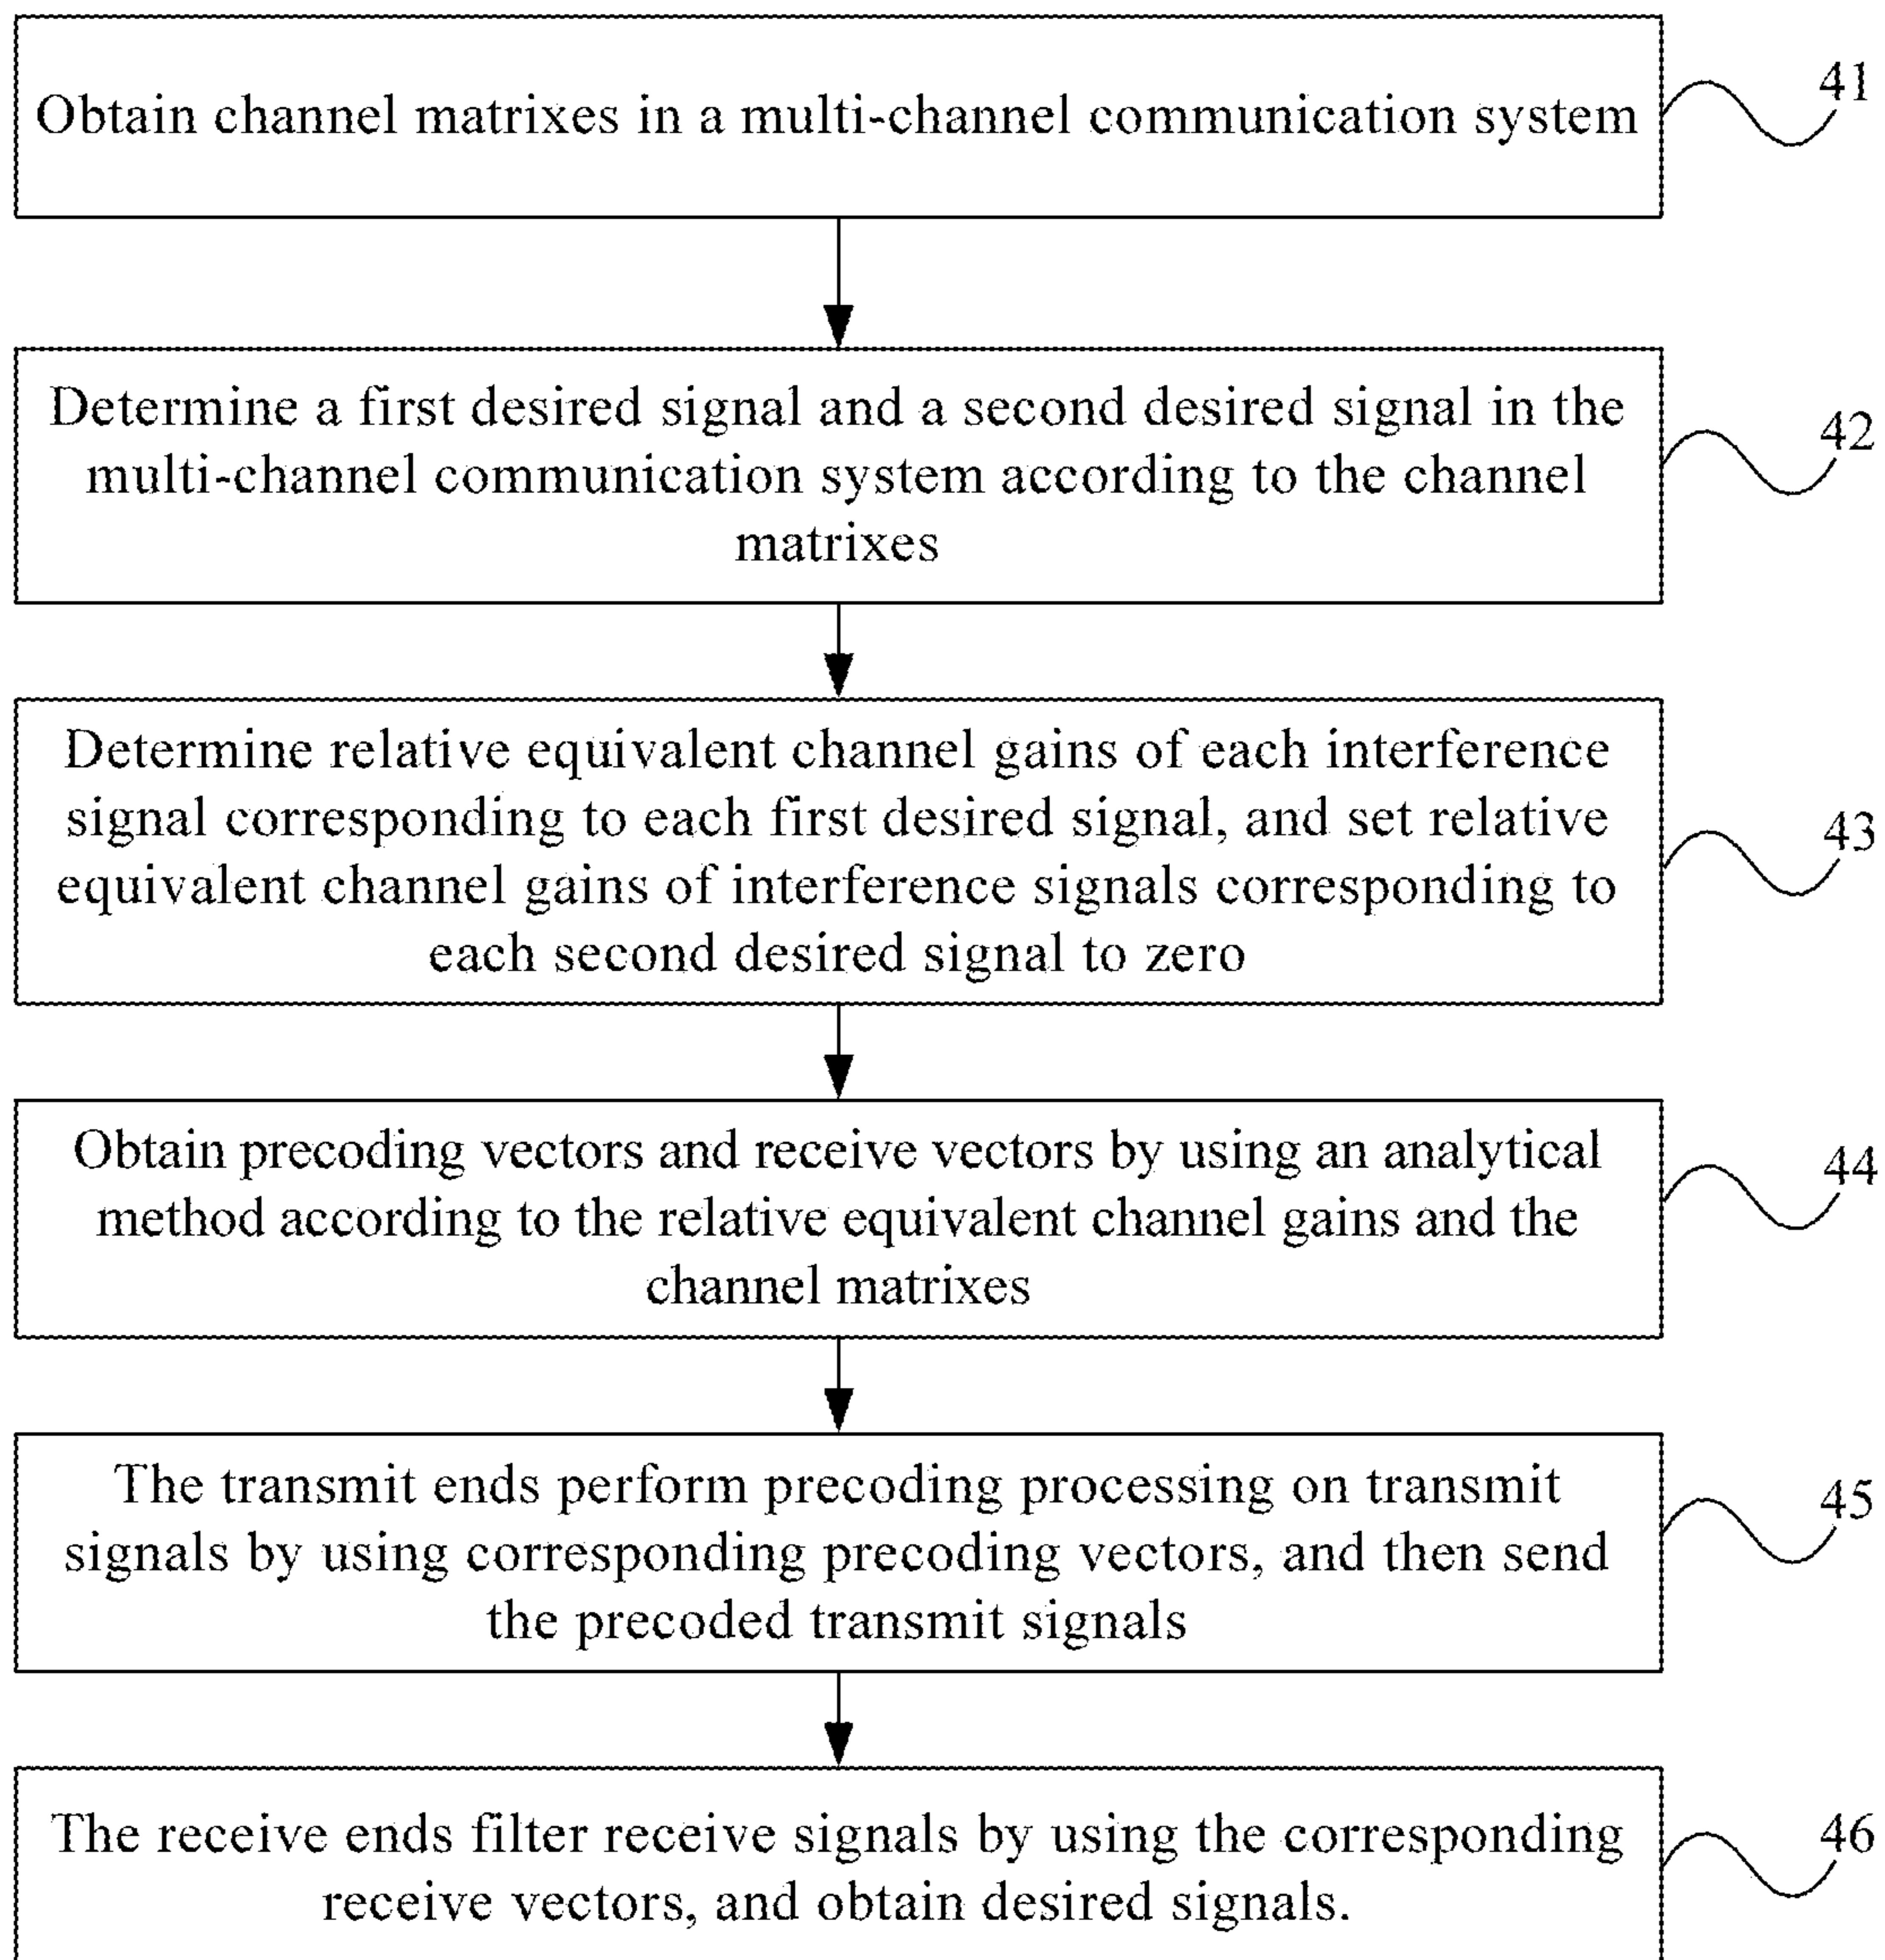 Obtain channel matrixes in a multi-channel communication system
41
Determine a first desired signal and a second desired signal in the
multi-channel communication system according to the channel
matrixes
42
Determine relative equivalent channel gains of each interference
signal corresponding to each first desired signal, and set relative
equivalent channel gains of interference signals corresponding to
each second desired signal to zero
43
Obtain precoding vectors and receive vectors by using an analytical
method according to the relative equivalent channel gains and the
channel matrixes
44
The transmit ends perform precoding processing on transmit
signals by using corresponding precoding vectors, and then send
the precoded transmit signals
45
The receive ends filter receive signals by using the corresponding
receive vectors, and obtain desired signals.
46